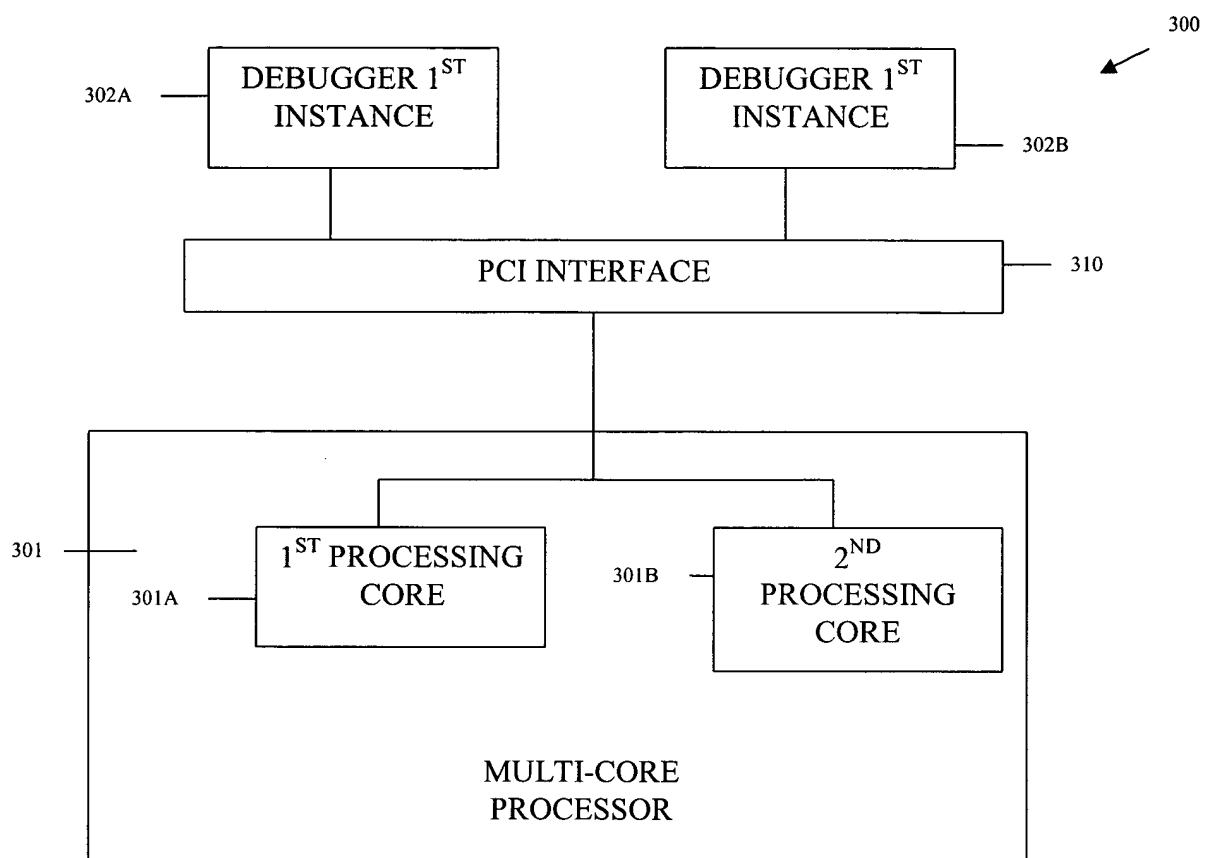 300
302A
DEBUGGER 1ST
INSTANCE
DEBUGGER 1ST
INSTANCE
302B
PCI INTERFACE
310
301
1ST PROCESSING
CORE
301A
2ND
PROCESSING
CORE
301B
MULTI-CORE
PROCESSOR